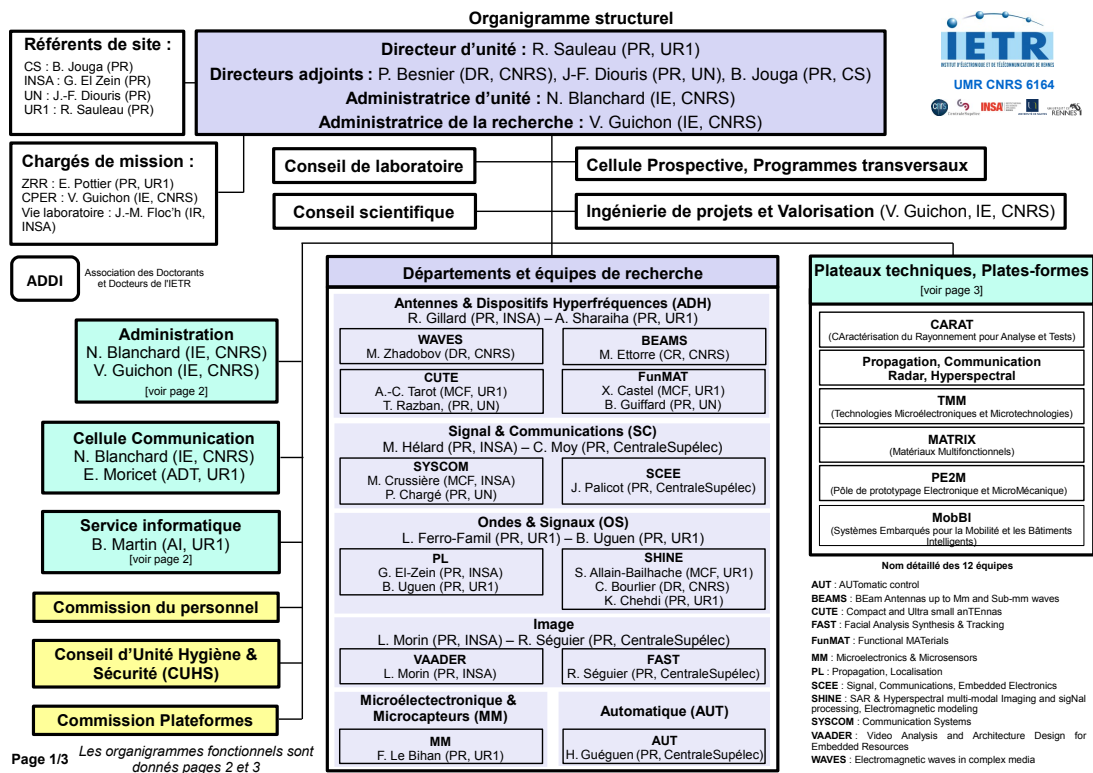 Organigramme structurel
Référents de site :
CS : B. Jouga (PR)
INSA : G. El Zein (PR)
UN : J.-F. Diouris (PR)
UR1 : R. Sauleau (PR)
Directeur d'unité : R. Sauleau (PR, UR1)
Directeurs adjoints : P. Besnier (DR, CNRS), J-F. Diouris (PR, UN), B. Jouga (PR, CS)
Administratrice d'unité : N. Blanchard (IE, CNRS)
Administratrice de la recherche : V. Guichon (IE, CNRS)
IETR
INSTITUT D'ÉLECTRONIQUE ET DE TÉLÉCOMMUNICATIONS DE RENNES
UMR CNRS 6164
cnrs
CentraleSupélec
INSA
UNIVERSITÉ DE NANTES
UNIVERSITÉ DE
RENNES
Chargés de mission :
ZRR : E. Pottier (PR, UR1)
CPER : V. Guichon (IE, CNRS)
Vie laboratoire : J.-M. Floc'h (IR,
INSA)
Conseil de laboratoire
Cellule Prospective, Programmes transversaux
Conseil scientifique
Ingénierie de projets et Valorisation (V. Guichon, IE, CNRS)
ADDI
Association des Doctorants
et Docteurs de l'IETR
Administration
N. Blanchard (IE, CNRS)
V. Guichon (IE, CNRS)
[voir page 2]
Cellule Communication
N. Blanchard (IE, CNRS)
E. Moricet (ADT, UR1)
Service informatique
B. Martin (AI, UR1)
[voir page 2]
Commission du personnel
Conseil d'Unité Hygiène &
Sécurité (CUHS)
Commission Plateformes
Départements et équipes de recherche
Antennes & Dispositifs Hyperfréquences (ADH)
R. Gillard (PR, INSA) – A. Sharaiha (PR, UR1)
WAVES
M. Zhadobov (DR, CNRS)
BEAMS
M. Ettorre (CR, CNRS)
CUTE
A.-C. Tarot (MCF, UR1)
T. Razban, (PR, UN)
FunMAT
X. Castel (MCF, UR1)
B. Guiffard (PR, UN)
Signal & Communications (SC)
M. Hélard (PR, INSA) – C. Moy (PR, CentraleSupélec)
SYSCOM
M. Crussière (MCF, INSA)
P. Chargé (PR, UN)
SCEE
J. Palicot (PR, CentraleSupélec)
Ondes & Signaux (OS)
L. Ferro-Famil (PR, UR1) – B. Uguen (PR, UR1)
PL
G. El-Zein (PR, INSA)
B. Uguen (PR, UR1)
SHINE
S. Allain-Bailhache (MCF, UR1)
C. Bourlier (DR, CNRS)
K. Chehdi (PR, UR1)
Image
L. Morin (PR, INSA) – R. Séguier (PR, CentraleSupélec)
VAADER
L. Morin (PR, INSA)
FAST
R. Séguier (PR, CentraleSupélec)
Microélectectronique &
Microcapteurs (MM)
MM
F. Le Bihan (PR, UR1)
Automatique (AUT)
AUT
H. Guéguen (PR, CentraleSupélec)
Plateaux techniques, Plates-formes
[voir page 3]
CARAT
(CAractérisation du Rayonnement pour Analyse et Tests)
Propagation, Communication
Radar, Hyperspectral
TMM
(Technologies Microélectroniques et Microtechnologies)
MATRIX
(Matériaux Multifonctionnels)
PE2M
(Pôle de prototypage Electronique et MicroMécanique)
MobBI
(Systèmes Embarqués pour la Mobilité et les Bâtiments
Intelligents)
Nom détaillé des 12 équipes
AUT : AUTomatic control
BEAMS : BEam Antennas up to Mm and Sub-mm waves
CUTE : Compact and Ultra small anTEnnas
FAST : Facial Analysis Synthesis & Tracking
FunMAT : Functional MATerials
MM : Microelectronics & Microsensors
PL : Propagation, Localisation
SCEE : Signal, Communications, Embedded Electronics
SHINE : SAR & Hyperspectral multi-modal Imaging and sigNal
processing, Electromagnetic modeling
SYSCOM : Communication Systems
VAADER : Video Analysis and Architecture Design for
Embedded Resources
WAVES : Electromagnetic waves in complex media
Page 1/3
Les organigrammes fonctionnels sont
donnés pages 2 et 3